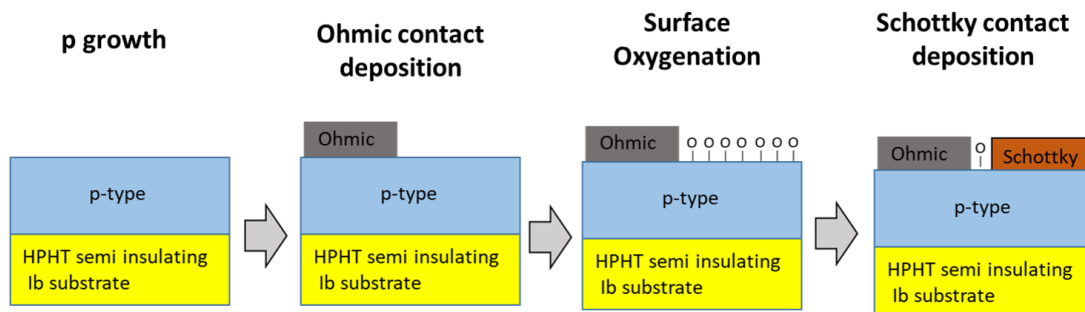 p growth
Ohmic contact
deposition
Surface
Oxygenation
Schottky contact
deposition
p-type
HPHT semi insulating
Ib substrate
Ohmic
p-type
HPHT semi insulating
Ib substrate
Ohmic
O O O O O O O
p-type
HPHT semi insulating
Ib substrate
Ohmic
O
Schottky
p-type
HPHT semi insulating
Ib substrate